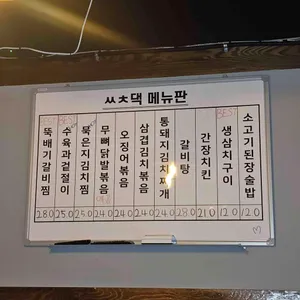 ㅆㅊ댁 메뉴판
BEST 뚝배기갈비찜 28.0
BEST 수육과겉절이 25.0
묵은지김치찜 25.0
무뼈닭발볶음 24.0
오징어볶음 24.0
삼겹김치볶음 24.0
통돼지김치찌개 24.0
갈비탕 28.0
간장치킨 21.0
BEST 생삼치구이 12.0
소고기된장술밥 12.0